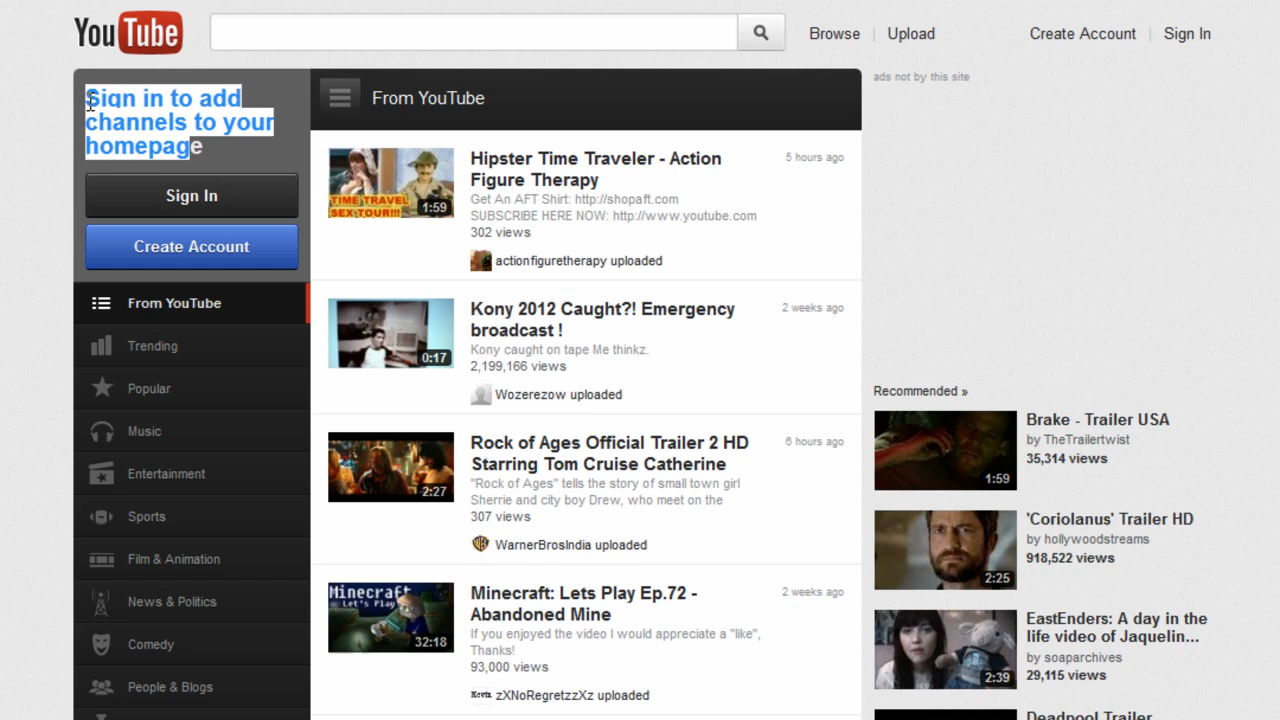 YouTube
Browse
Upload
Create Account
Sign In
Sign in to add
channels to your
homepage
Sign In
Create Account
From YouTube
Trending
Popular
Music
Entertainment
Sports
Film & Animation
News & Politics
Comedy
People & Blogs
From YouTube
TIME TRAVEL
SEX TOUR!!!
1:59
Hipster Time Traveler - Action
Figure Therapy
5 hours ago
Get An AFT Shirt: http://shopaft.com
SUBSCRIBE HERE NOW: http://www.youtube.com
302 views
actionfiguretherapy uploaded
0:17
Kony 2012 Caught?! Emergency
broadcast !
2 weeks ago
Kony caught on tape Me thinkz.
2,199,166 views
Wozerezow uploaded
2:27
Rock of Ages Official Trailer 2 HD
Starring Tom Cruise Catherine
6 hours ago
"Rock of Ages" tells the story of small town girl
Sherrie and city boy Drew, who meet on the
307 views
WarnerBrosIndia uploaded
Minecraft
Let's Play
32:18
Minecraft: Lets Play Ep.72 -
Abandoned Mine
2 weeks ago
If you enjoyed the video I would appreciate a "like",
Thanks!
93,000 views
Kevin
zXNoRegretzzXz uploaded
ads not by this site
Recommended »
1:59
Brake - Trailer USA
by TheTrailertwist
35,314 views
2:25
'Coriolanus' Trailer HD
by hollywoodstreams
918,522 views
2:39
EastEnders: A day in the
life video of Jaquelin...
by soaparchives
29,115 views
Deadpool Trailer